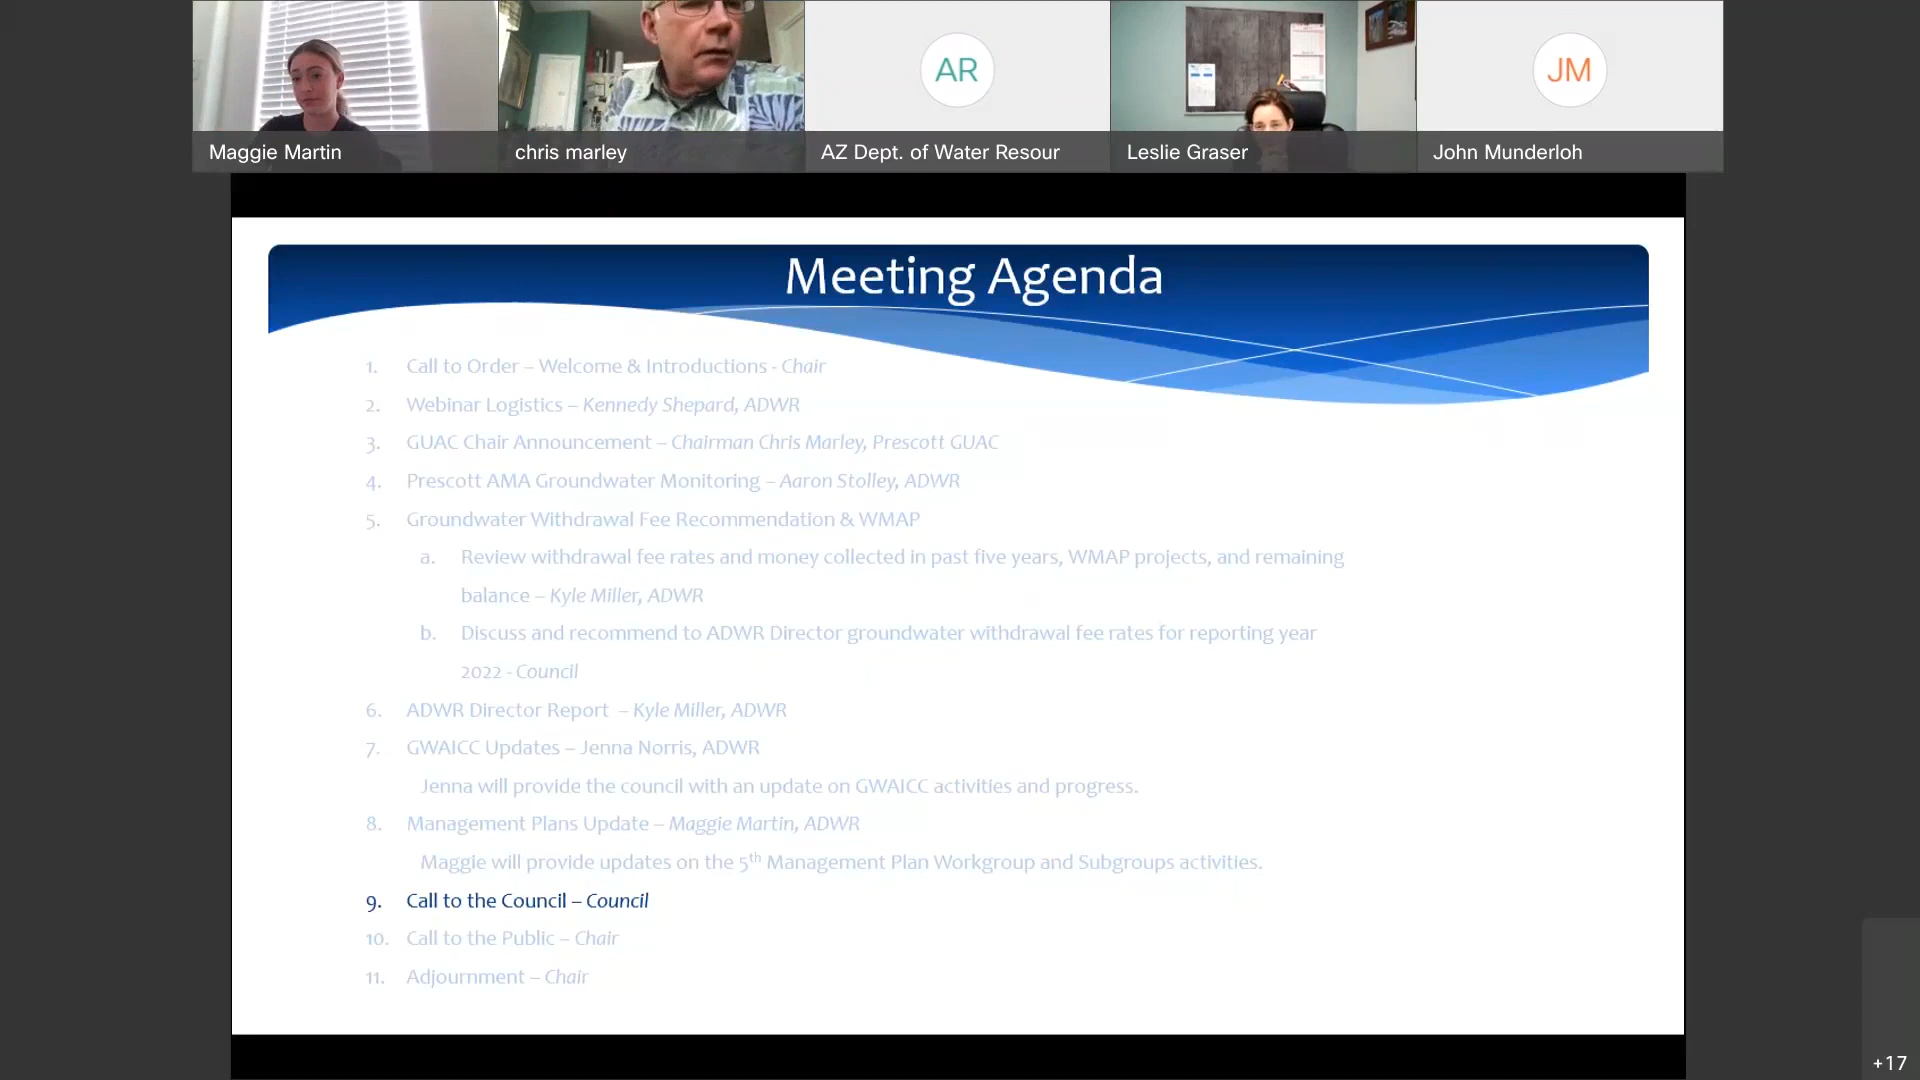 Maggie Martin
chris marley
AR
AZ Dept. of Water Resour
Leslie Graser
JM
John Munderloh
Meeting Agenda
1. Call to Order – Welcome & Introductions - Chair
2. Webinar Logistics – Kennedy Shepard, ADWR
3. GUAC Chair Announcement – Chairman Chris Marley, Prescott GUAC
4. Prescott AMA Groundwater Monitoring – Aaron Stolley, ADWR
5. Groundwater Withdrawal Fee Recommendation & WMAP
a. Review withdrawal fee rates and money collected in past five years, WMAP projects, and remaining
balance – Kyle Miller, ADWR
b. Discuss and recommend to ADWR Director groundwater withdrawal fee rates for reporting year
2022 - Council
6. ADWR Director Report – Kyle Miller, ADWR
7. GWAICC Updates – Jenna Norris, ADWR
Jenna will provide the council with an update on GWAICC activities and progress.
8. Management Plans Update – Maggie Martin, ADWR
Maggie will provide updates on the 5th Management Plan Workgroup and Subgroups activities.
9. Call to the Council – Council
10. Call to the Public – Chair
11. Adjournment – Chair
+17